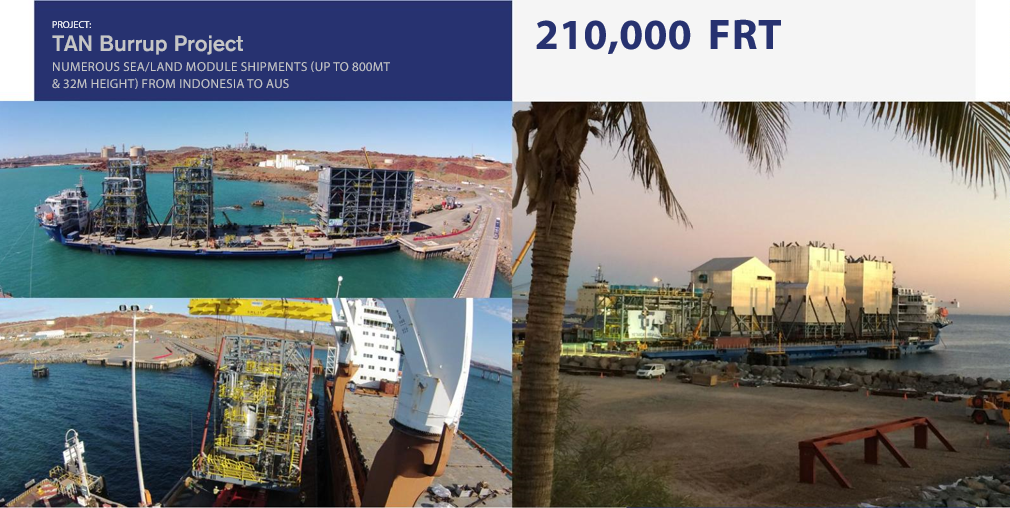 PROJECT:
TAN Burrup Project
NUMEROUS SEA/LAND MODULE SHIPMENTS (UP TO 800MT
& 32M HEIGHT) FROM INDONESIA TO AUS
210,000 FRT